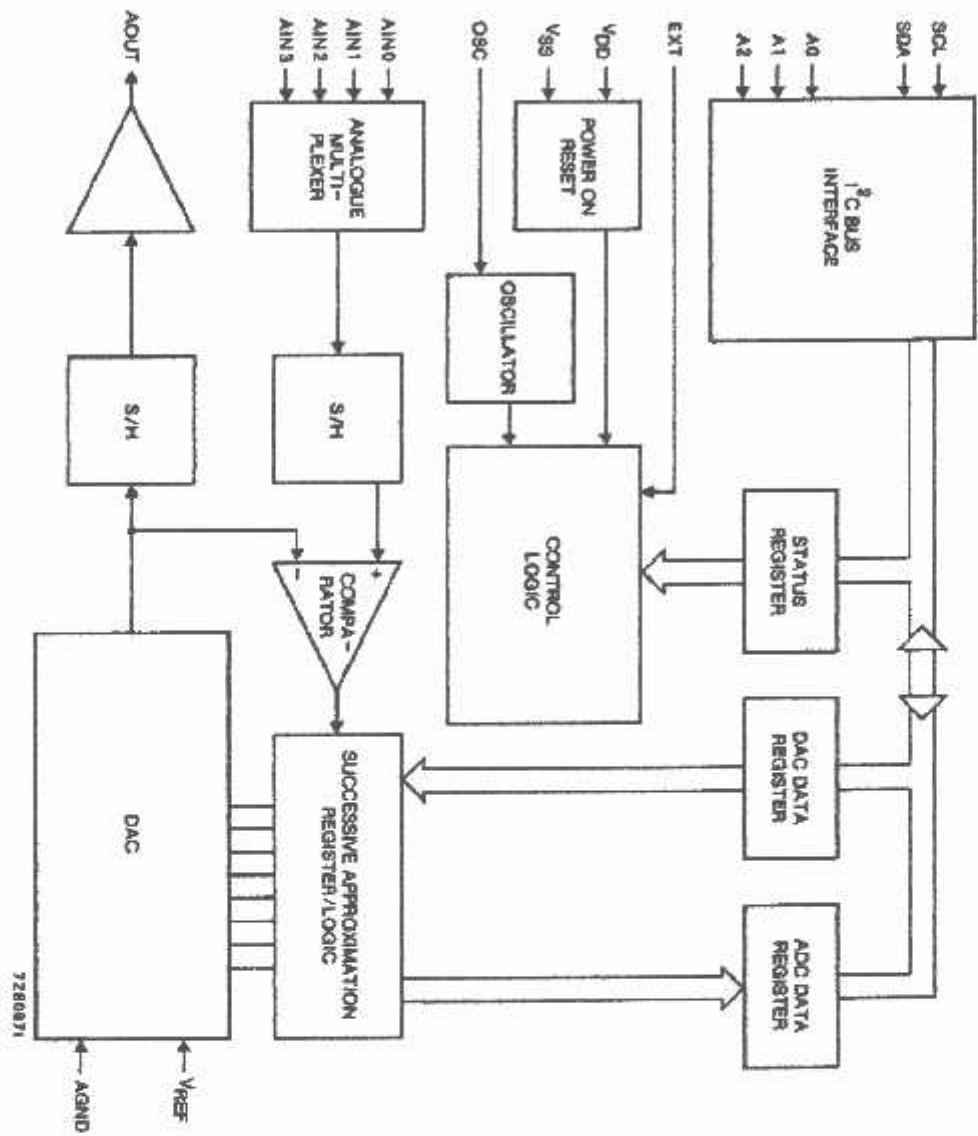 SCL
SDA
A0
A1
A2
I²C BUS
INTERFACE
STATUS
REGISTER
DAC DATA
REGISTER
ADC DATA
REGISTER
EXT
VDD
VSS
POWER ON
RESET
OSC
OSCILLATOR
CONTROL
LOGIC
AIN0
AIN1
AIN2
AIN3
ANALOGUE
MULTI-
PLEXER
S/H
+
-
COMPA-
RATOR
SUCCESSIVE APPROXIMATION
REGISTER/LOGIC
AOUT
S/H
DAC
VREF
AGND
7280871